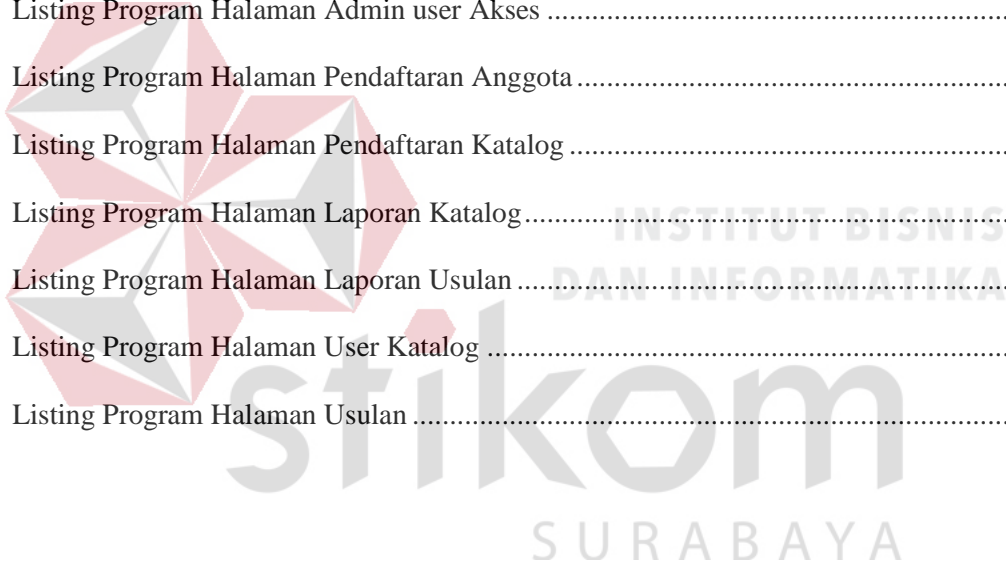 Listing Program Halaman Admin user Akses ................................................................
Listing Program Halaman Pendaftaran Anggota ............................................................
Listing Program Halaman Pendaftaran Katalog .............................................................
Listing Program Halaman Laporan Katalog ...................................................................
INSTITUT BISNIS
Listing Program Halaman Laporan Usulan ....................................................................
DAN INFORMATIKA
Listing Program Halaman User Katalog ........................................................................
stikom
Listing Program Halaman Usulan ..................................................................................
SURABAYA